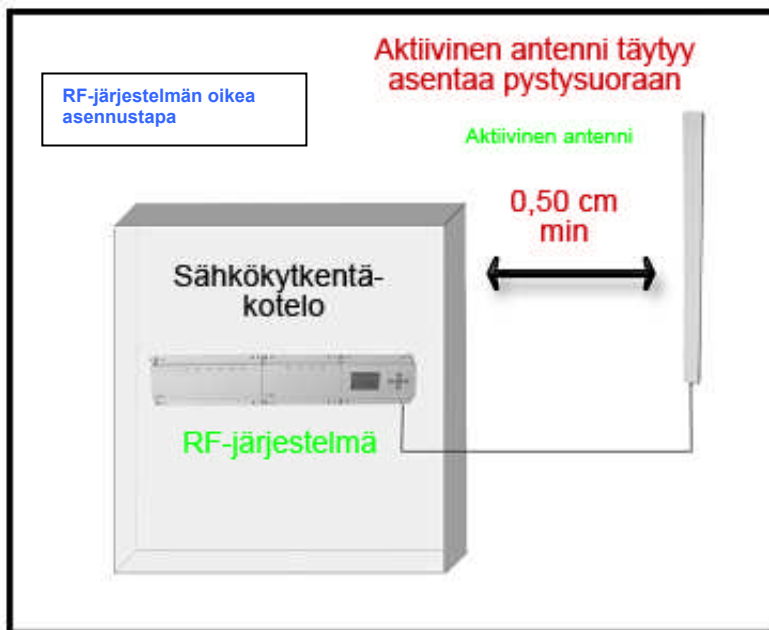 Aktiivinen antenni täytyy
asentaa pystysuoraan
RF-järjestelmän oikea
asennustapa
Aktiivinen antenni
0,50 cm
min
Sähkökytkentä-
kotelo
RF-järjestelmä